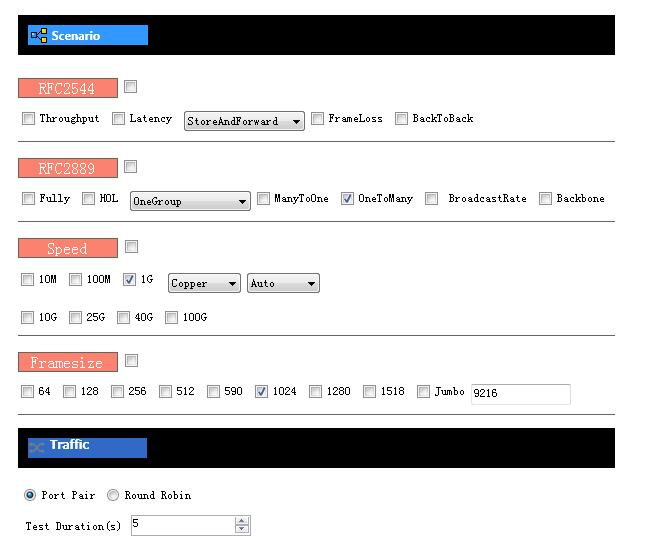 Scenario
RFC2544
Throughput Latency StoreAndForward FrameLoss BackToBack
RFC2889
Fully HOL OneGroup ManyToOne OneToMany BroadcastRate Backbone
Speed
10M 100M 1G Copper Auto
10G 25G 40G 100G
Framesize
64 128 256 512 590 1024 1280 1518 Jumbo 9216
Traffic
Port Pair Round Robin
Test Duration(s) 5